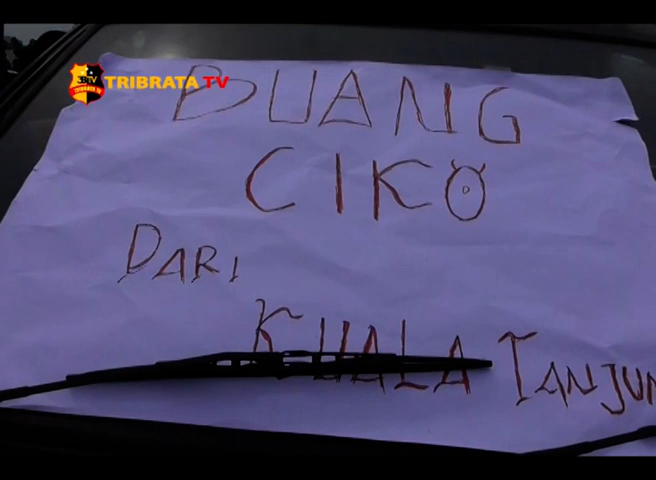 TRIBRATA TV
BUANG
CIKO
DARI
KUALA TANJUN